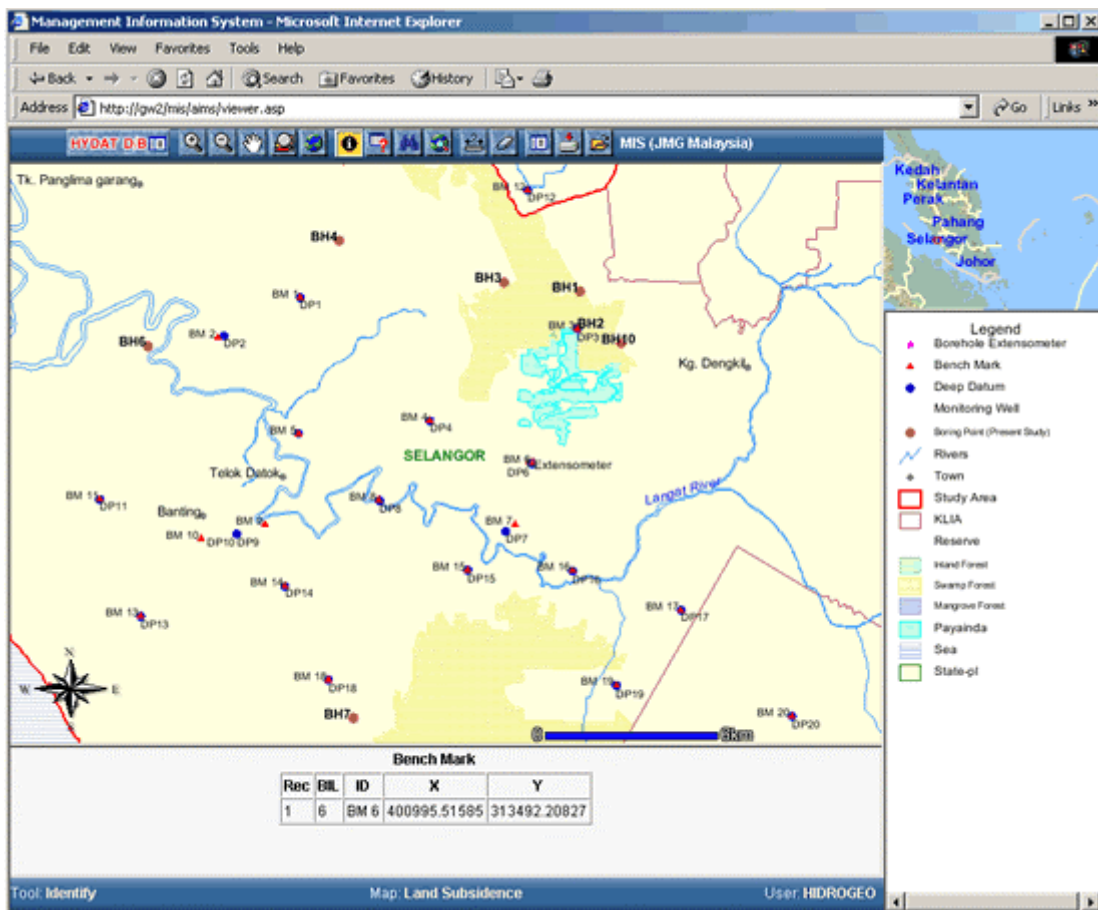 Management Information System - Microsoft Internet Explorer
File Edit View Favorites Tools Help
Back Search Favorites History
Address http://gw2/mis/aims/viewer.asp Go Links »
HYDAT DB MIS (JMG Malaysia)
Tk. Panglima garang
BM 12
DP12
BH4
BH3
BH1
BM 1
DP1
BM 2
DP2
BH6
BM 3
BH2
DP3
BH10
Kg. Dengkil
BM 4
DP4
BM 5
SELANGOR
BM 6
DP6
Extensometer
Telok Datok
Langat River
BM 11
DP11
BM 8
DP8
Banting
BM 9
BM 10
DP10
DP9
BM 7
DP7
BM 15
DP15
BM 16
DP16
BM 14
DP14
BM 13
DP13
BM 17
DP17
BM 18
DP18
BM 19
DP19
BH7
BM 20
DP20
N
W E
S
0 3km
Kedah
Kelantan
Perak
Pahang
Selangor
Johor
Legend
Borehole Extensometer
Bench Mark
Deep Datum
Monitoring Well
Boring Point (Present Study)
Rivers
Town
Study Area
KLIA
Reserve
Inland Forest
Swamp Forest
Mangrove Forest
Payainda
Sea
State-pl
Bench Mark
Rec BIL ID X Y
1 6 BM 6 400995.51585 313492.20827
Tool: Identify Map: Land Subsidence User: HIDROGEO